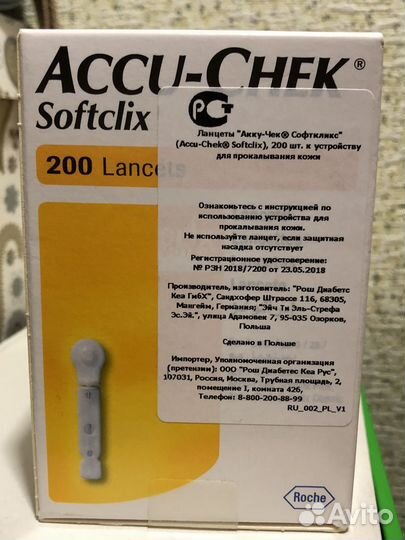 ACCU-CHEK®
Softclix
200 Lancets
РСТ
Ланцеты "Акку-Чек® Софткликс"
(Accu-Chek® Softclix), 200 шт. к устройству
для прокалывания кожи
Ознакомьтесь с инструкцией по
использованию устройства для
прокалывания кожи.
Не используйте ланцет, если защитная
насадка отсутствует
Регистрационное удостоверение:
№ РЗН 2018/7200 от 23.05.2018
Производитель, изготовитель: "Рош Диабетс
Кеа ГмбХ", Сандхофер Штрассе 116, 68305,
Мангейм, Германия; "Эйч Ти Эль-Стрефа
Эс.Эй.", улица Адамовек 7, 95-035 Озорков,
Польша
Сделано в Польше
Импортер, Уполномоченная организация
(претензии): ООО "Рош Диабетес Кеа Рус",
107031, Россия, Москва, Трубная площадь, 2,
помещение I, комната 42Б,
Телефон: 8-800-200-88-99
RU_002_PL_V1
Roche
Avito